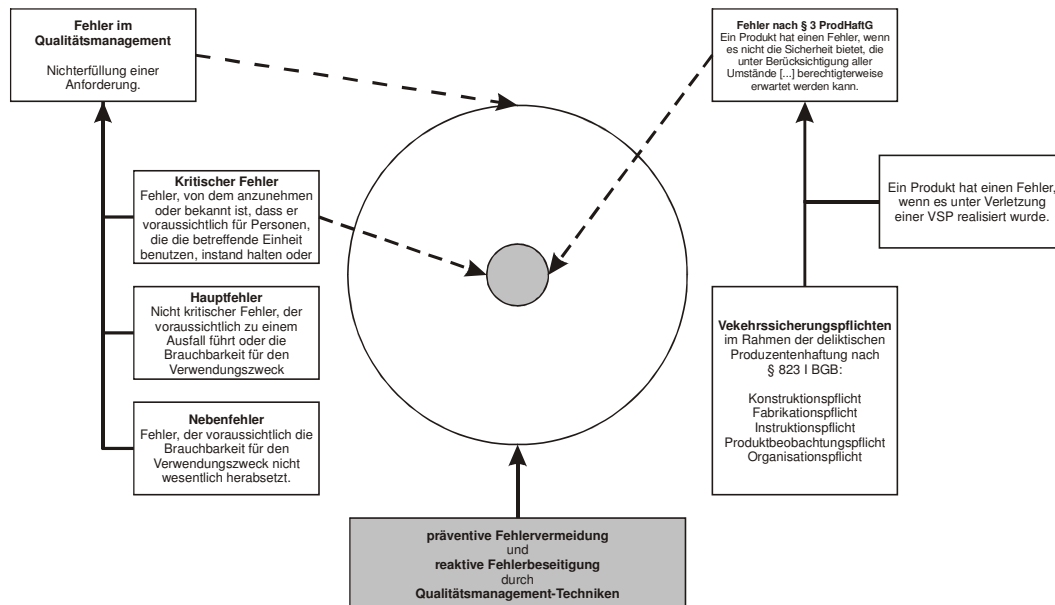 Fehler im
Qualitätsmanagement
Nichterfüllung einer
Anforderung.
Kritischer Fehler
Fehler, von dem anzunehmen
oder bekannt ist, dass er
voraussichtlich für Personen,
die die betreffende Einheit
benutzen, instand halten oder
Hauptfehler
Nicht kritischer Fehler, der
voraussichtlich zu einem
Ausfall führt oder die
Brauchbarkeit für den
Verwendungszweck
Nebenfehler
Fehler, der voraussichtlich die
Brauchbarkeit für den
Verwendungszweck nicht
wesentlich herabsetzt.
präventive Fehlervermeidung
und
reaktive Fehlerbeseitigung
durch
Qualitätsmanagement-Techniken
Fehler nach § 3 ProdHaftG
Ein Produkt hat einen Fehler, wenn
es nicht die Sicherheit bietet, die
unter Berücksichtigung aller
Umstände [...] berechtigterweise
erwartet werden kann.
Ein Produkt hat einen Fehler,
wenn es unter Verletzung
einer VSP realisiert wurde.
Vekehrssicherungspflichten
im Rahmen der deliktischen
Produzentenhaftung nach
§ 823 I BGB:
Konstruktionspflicht
Fabrikationspflicht
Instruktionspflicht
Produktbeobachtungspflicht
Organisationspflicht